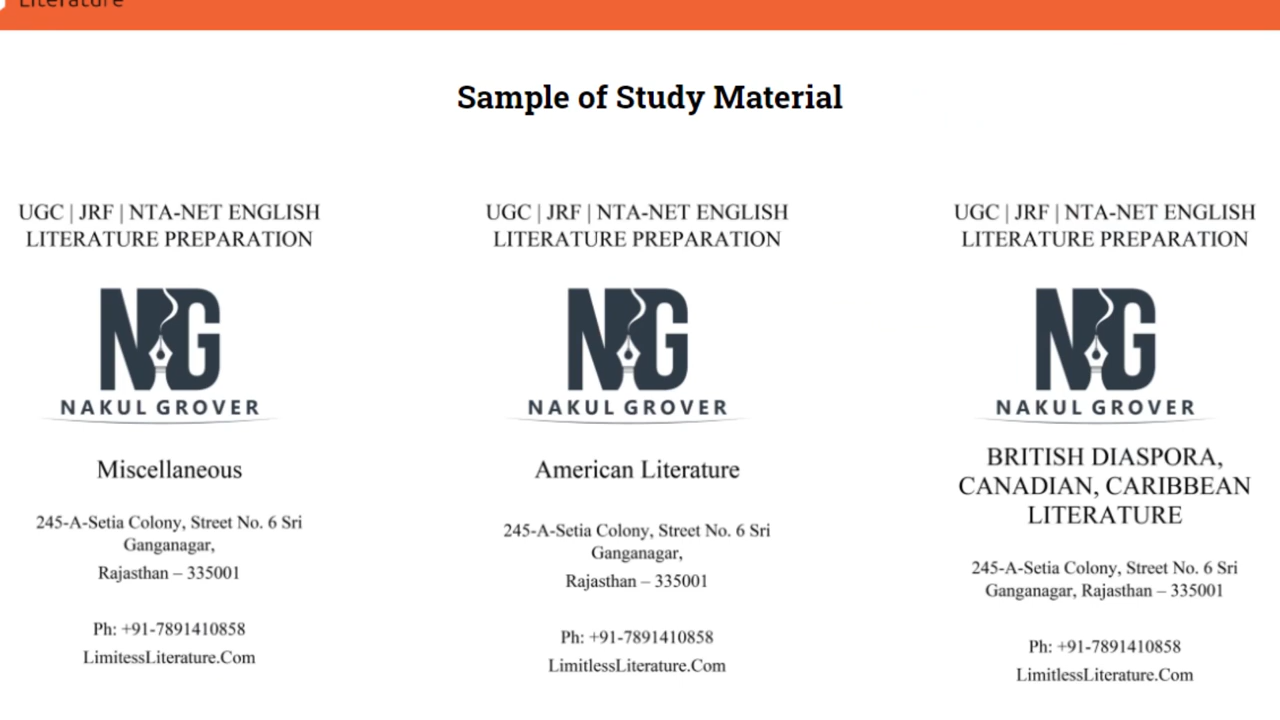 Literature
Sample of Study Material
UGC | JRF | NTA-NET ENGLISH
LITERATURE PREPARATION
NG
NAKUL GROVER
Miscellaneous
245-A-Setia Colony, Street No. 6 Sri
Ganganagar,
Rajasthan – 335001
Ph: +91-7891410858
LimitessLiterature.Com
UGC | JRF | NTA-NET ENGLISH
LITERATURE PREPARATION
NG
NAKUL GROVER
American Literature
245-A-Setia Colony, Street No. 6 Sri
Ganganagar,
Rajasthan – 335001
Ph: +91-7891410858
LimitlessLiterature.Com
UGC | JRF | NTA-NET ENGLISH
LITERATURE PREPARATION
NG
NAKUL GROVER
BRITISH DIASPORA,
CANADIAN, CARIBBEAN
LITERATURE
245-A-Setia Colony, Street No. 6 Sri
Ganganagar, Rajasthan – 335001
Ph: +91-7891410858
LimitlessLiterature.Com